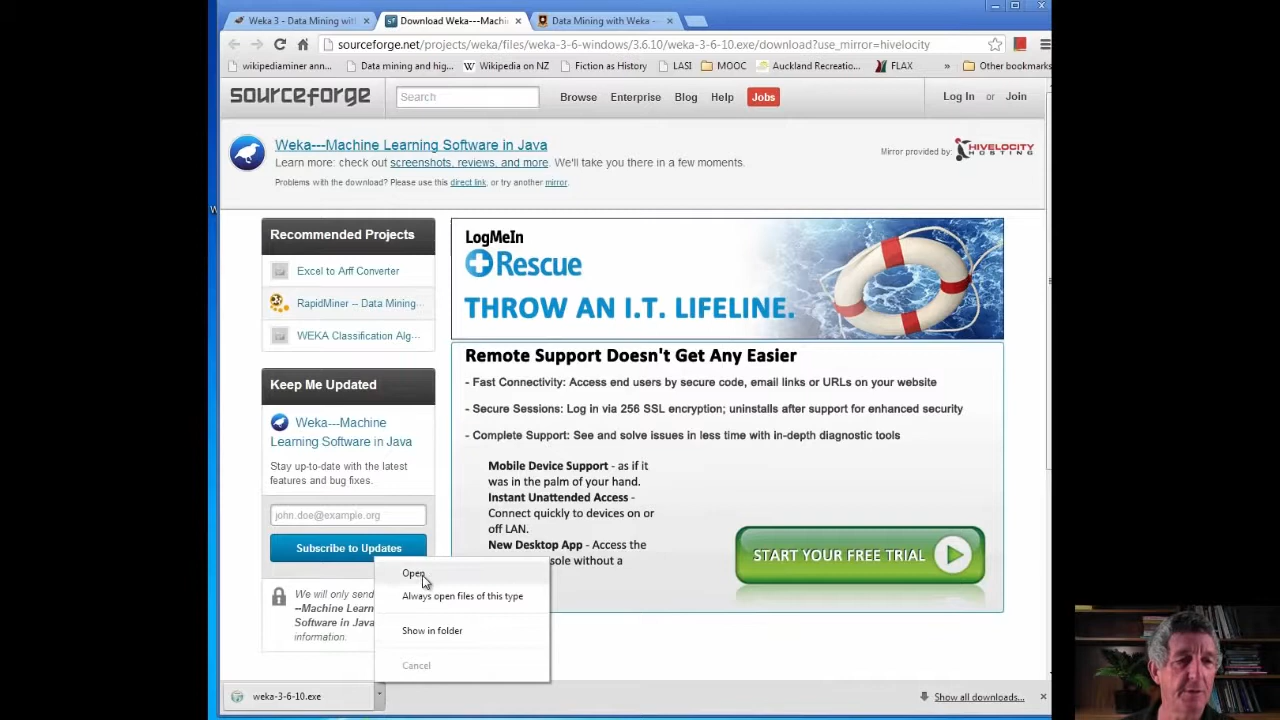 Weka 3 - Data Mining with
Download Weka---Machi
Data Mining with Weka -
sourceforge.net/projects/weka/files/weka-3-6-windows/3.6.10/weka-3-6-10.exe/download?use_mirror=hivelocity
wikipediaminer ann...
Data mining and hig...
Wikipedia on NZ
Fiction as History
LASI
MOOC
Auckland Recreatio...
FLAX
»
Other bookmarks
sourceforge
Search
Browse
Enterprise
Blog
Help
Jobs
Log In or Join
Weka---Machine Learning Software in Java
Learn more: check out screenshots, reviews, and more. We'll take you there in a few moments.
Problems with the download? Please use this direct link, or try another mirror.
Mirror provided by: HIVELOCITY
HOSTING
W
Recommended Projects
Excel to Arff Converter
RapidMiner -- Data Mining...
WEKA Classification Alg...
Keep Me Updated
Weka---Machine
Learning Software in Java
Stay up-to-date with the latest
features and bug fixes.
john.doe@example.org
Subscribe to Updates
We will only send
--Machine Learn
Software in Java
information.
LogMeIn
Rescue
THROW AN I.T. LIFELINE.
Remote Support Doesn't Get Any Easier
- Fast Connectivity: Access end users by secure code, email links or URLs on your website
- Secure Sessions: Log in via 256 SSL encryption; uninstalls after support for enhanced security
- Complete Support: See and solve issues in less time with in-depth diagnostic tools
Mobile Device Support - as if it
was in the palm of your hand.
Instant Unattended Access -
Connect quickly to devices on or
off LAN.
New Desktop App - Access the
sole without a
START YOUR FREE TRIAL
Open
Always open files of this type
Show in folder
Cancel
weka-3-6-10.exe
Show all downloads...